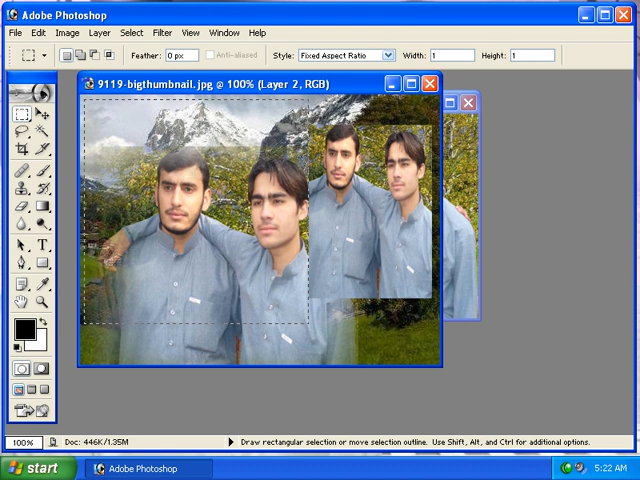 Adobe Photoshop
File Edit Image Layer Select Filter View Window Help
Feather: 0 px Anti-aliased Style: Fixed Aspect Ratio Width: 1 Height: 1
9119-bigthumbnail.jpg @ 100% (Layer 2, RGB)
T
100% Doc: 446K/1.35M Draw rectangular selection or move selection outline. Use Shift, Alt, and Ctrl for additional options.
start Adobe Photoshop 5:22 AM